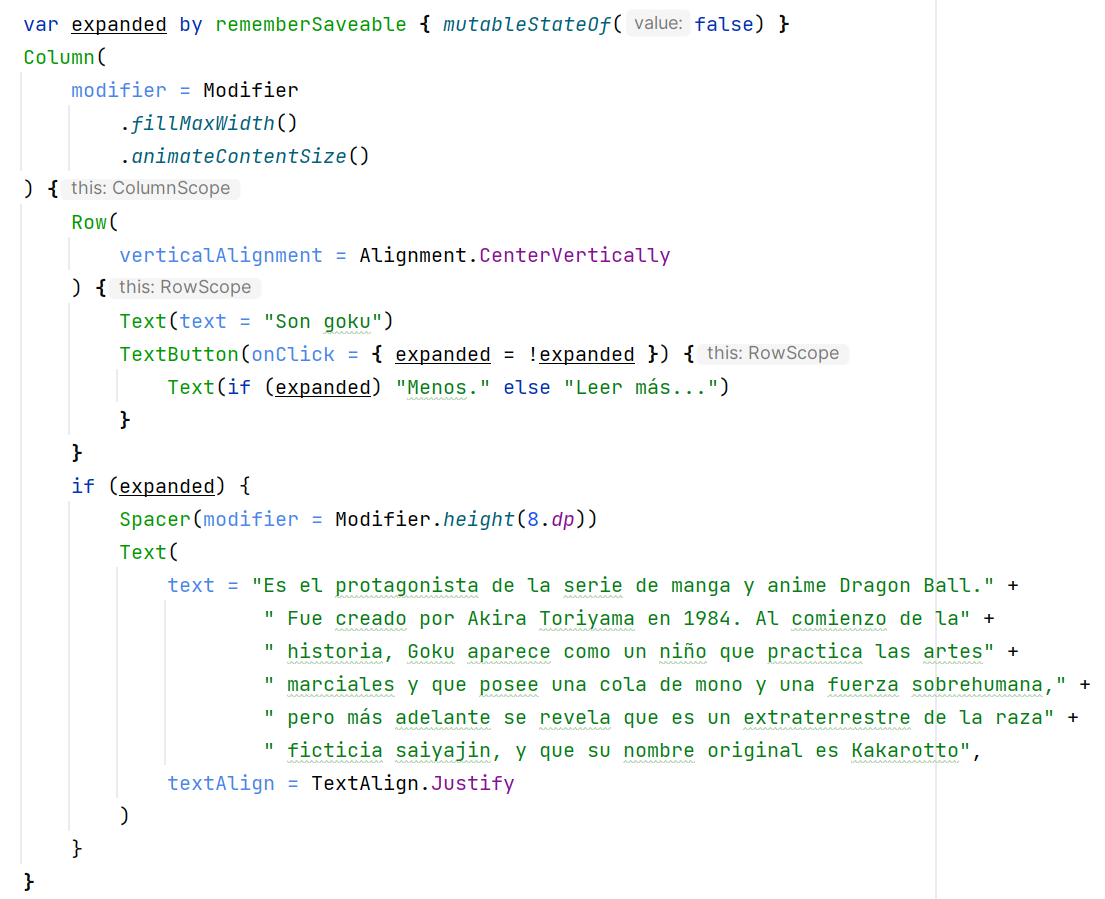 var expanded by rememberSaveable { mutableStateOf( value: false) }
Column(
modifier = Modifier
.fillMaxWidth()
.animateContentSize()
) { this: ColumnScope
Row(
verticalAlignment = Alignment.CenterVertically
) { this: RowScope
Text(text = "Son goku")
TextButton(onClick = { expanded = !expanded }) { this: RowScope
Text(if (expanded) "Menos." else "Leer más...")
}
}
if (expanded) {
Spacer(modifier = Modifier.height(8.dp))
Text(
text = "Es el protagonista de la serie de manga y anime Dragon Ball." +
" Fue creado por Akira Toriyama en 1984. Al comienzo de la" +
" historia, Goku aparece como un niño que practica las artes" +
" marciales y que posee una cola de mono y una fuerza sobrehumana," +
" pero más adelante se revela que es un extraterrestre de la raza" +
" ficticia saiyajin, y que su nombre original es Kakarotto",
textAlign = TextAlign.Justify
)
}
}